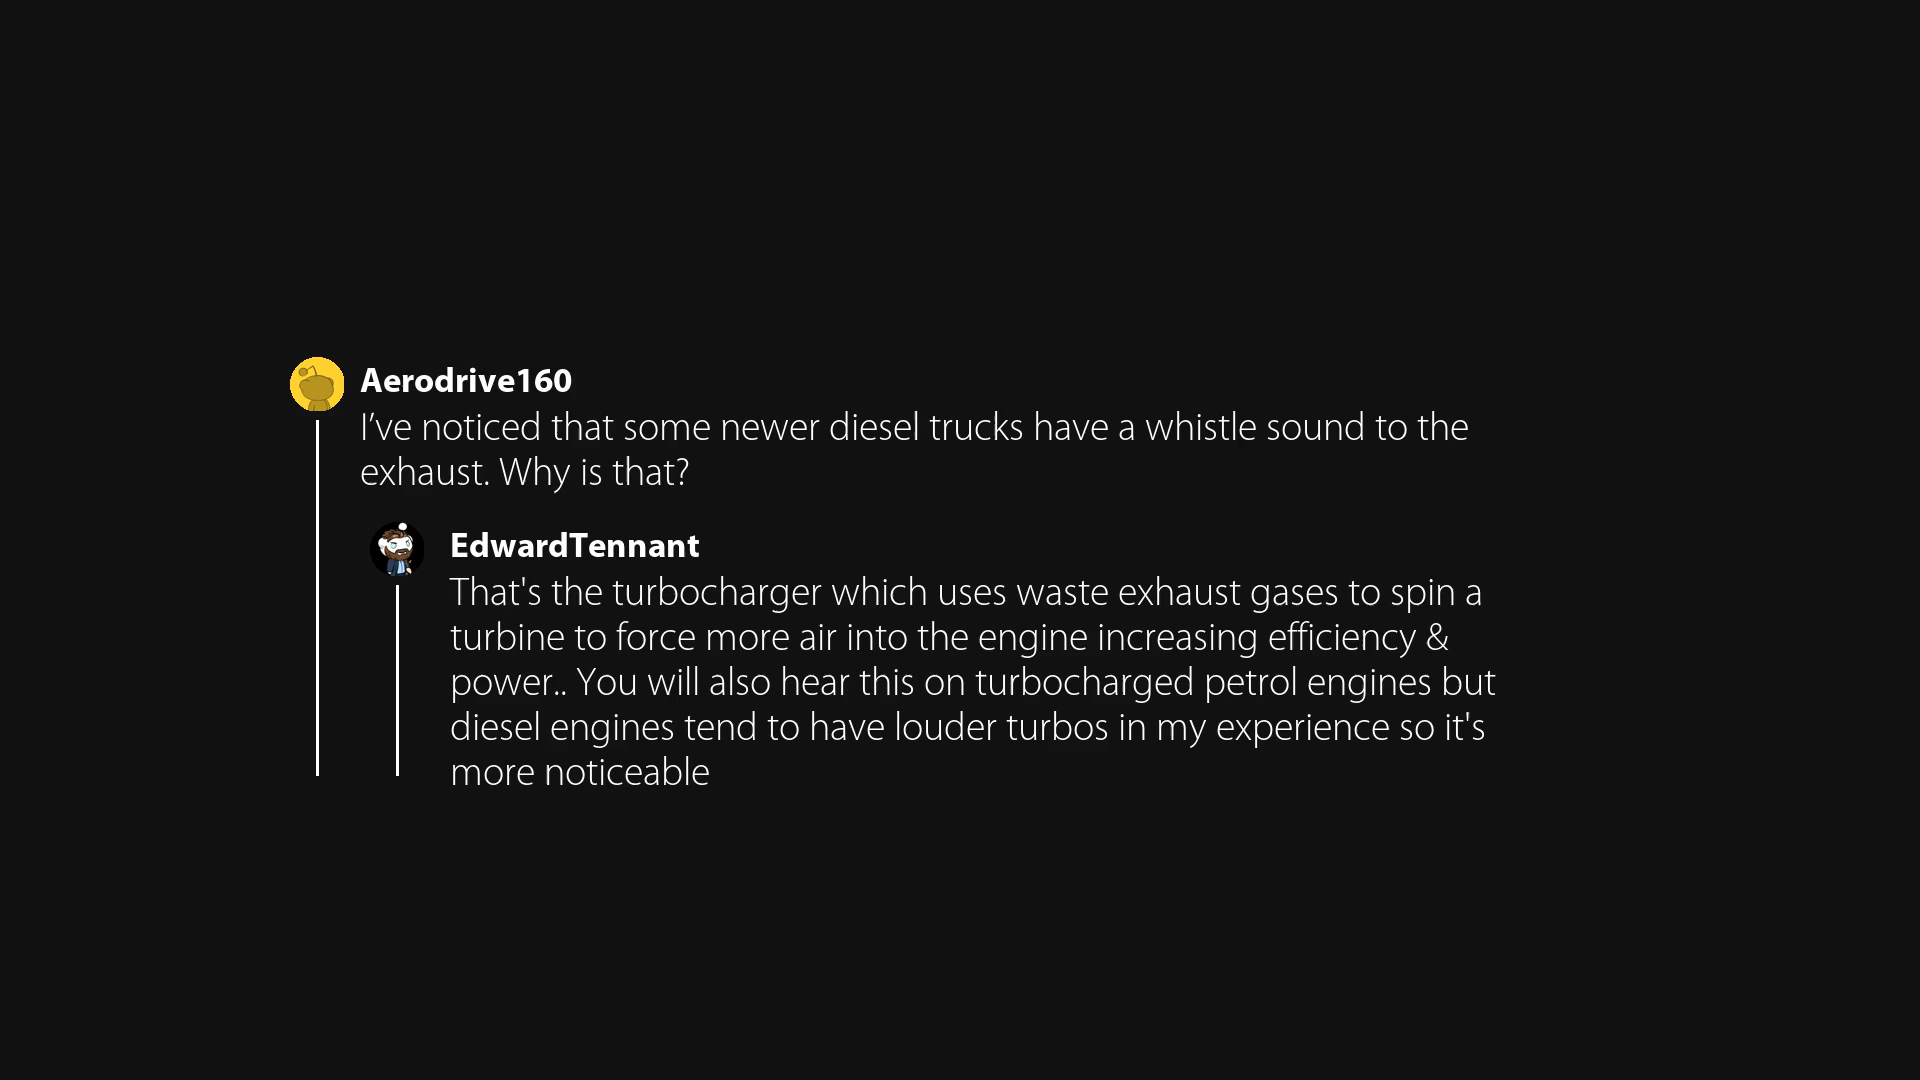 Aerodrive160
I’ve noticed that some newer diesel trucks have a whistle sound to the
exhaust. Why is that?
EdwardTennant
That's the turbocharger which uses waste exhaust gases to spin a
turbine to force more air into the engine increasing efficiency &
power.. You will also hear this on turbocharged petrol engines but
diesel engines tend to have louder turbos in my experience so it's
more noticeable